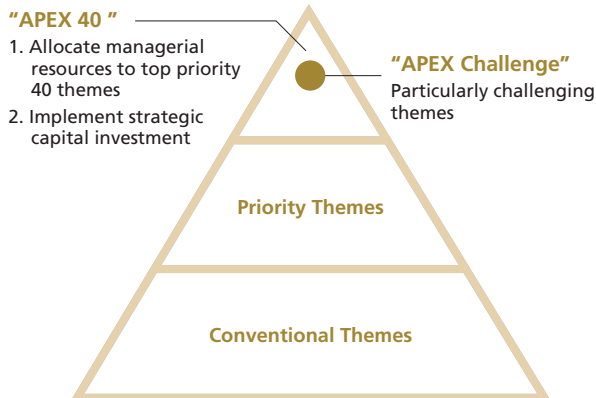 “APEX 40 ”
1. Allocate managerial
resources to top priority
40 themes
2. Implement strategic
capital investment
“APEX Challenge”
Particularly challenging
themes
Priority Themes
Conventional Themes